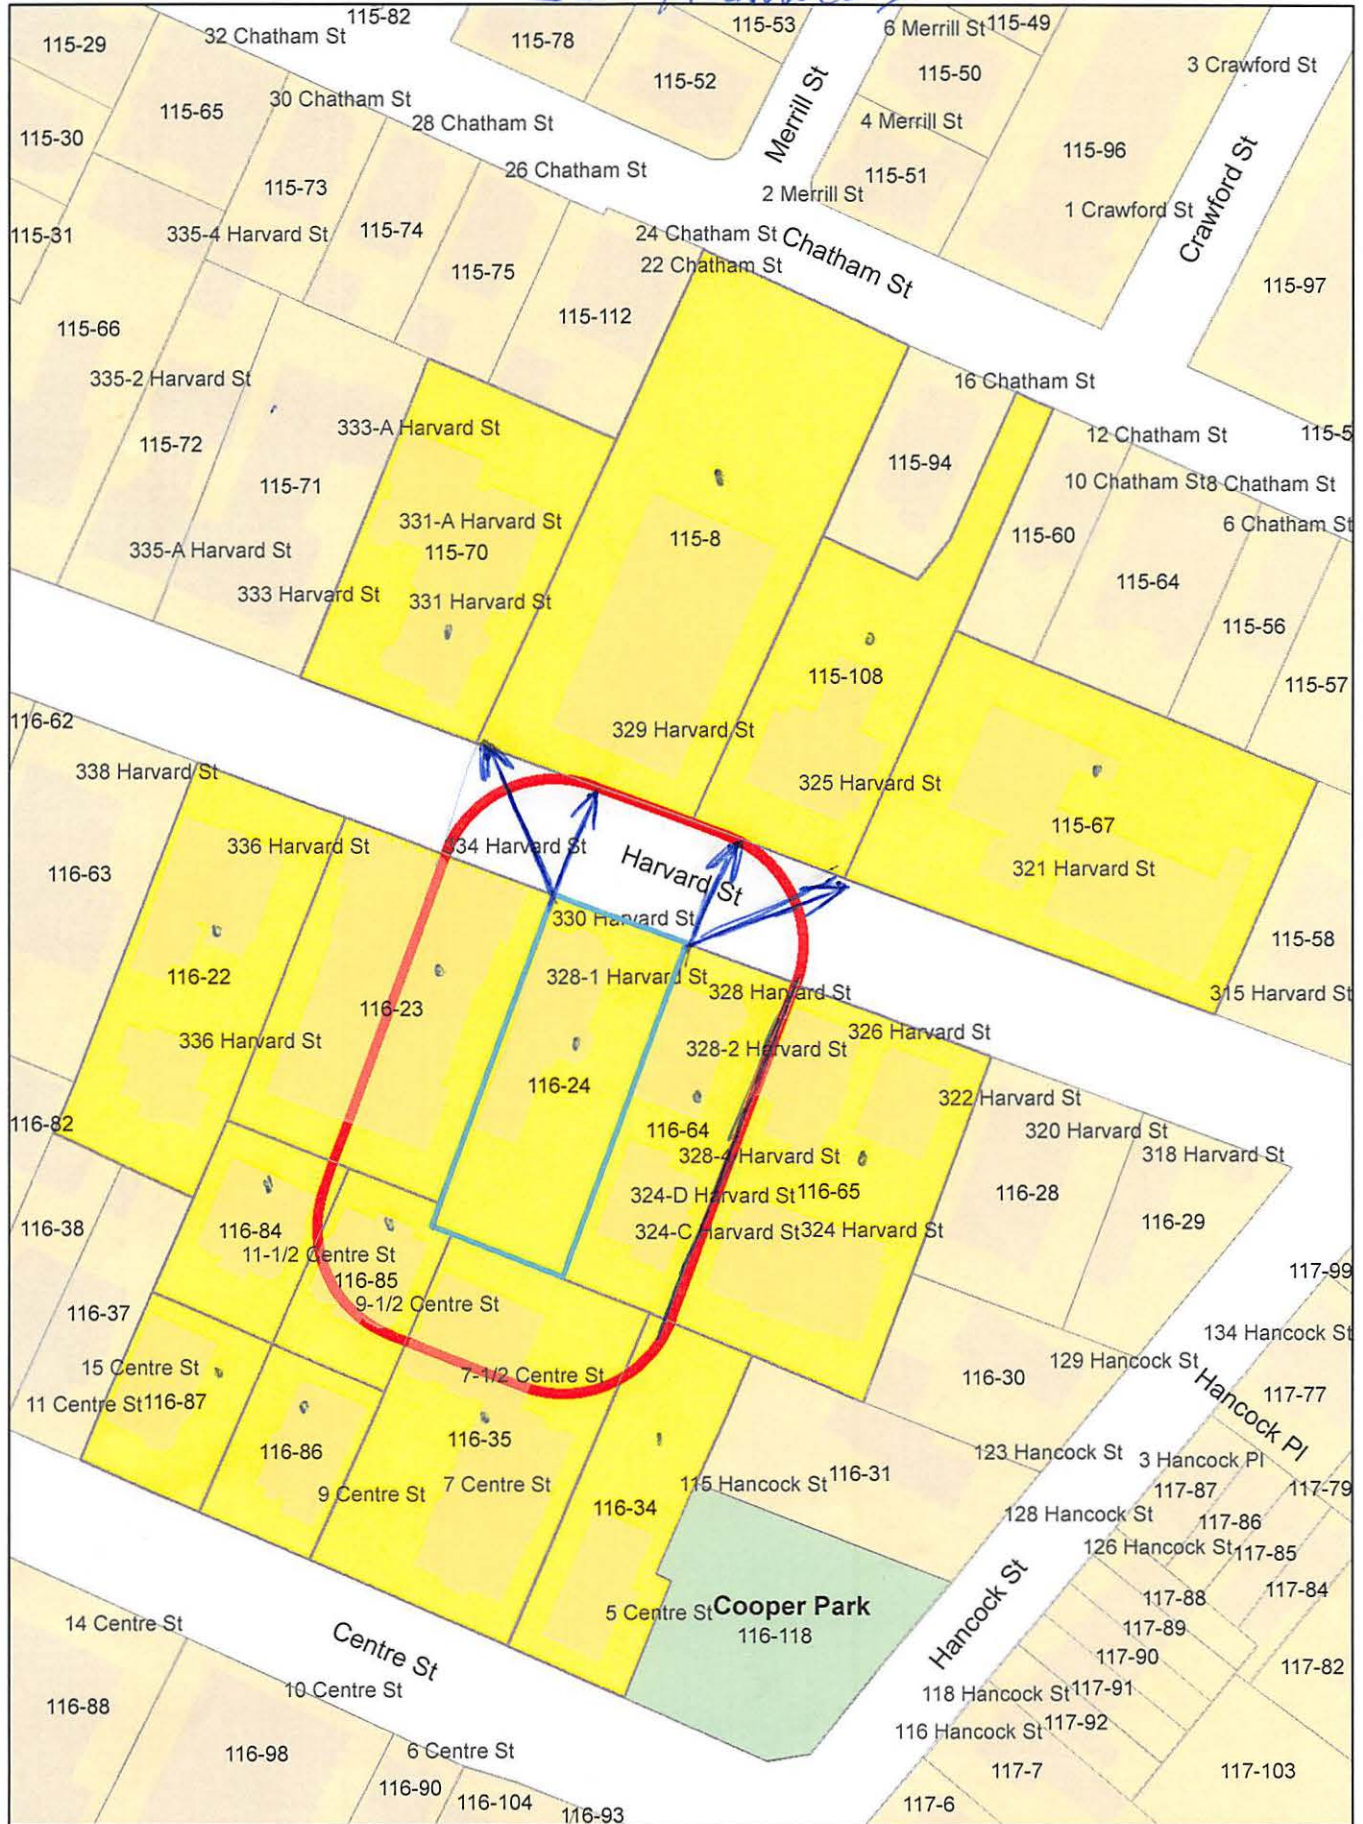 115-82
115-29
32 Chatham St
115-78
115-53
6 Merrill St
115-49
115-52
115-50
3 Crawford St
Merrill St
30 Chatham St
115-65
28 Chatham St
4 Merrill St
115-30
115-96
Crawford St
26 Chatham St
115-51
115-73
2 Merrill St
1 Crawford St
115-31
335-4 Harvard St
115-74
24 Chatham St
Chatham St
22 Chatham St
115-75
115-97
115-112
115-66
335-2 Harvard St
16 Chatham St
333-A Harvard St
12 Chatham St
115-5
115-72
115-94
115-71
10 Chatham St
8 Chatham St
331-A Harvard St
6 Chatham St
115-8
115-60
335-A Harvard St
115-70
115-64
333 Harvard St
331 Harvard St
115-56
115-108
115-57
116-62
329 Harvard St
338 Harvard St
325 Harvard St
115-67
336 Harvard St
334 Harvard St
Harvard St
321 Harvard St
116-63
330 Harvard St
115-58
116-22
328-1 Harvard St
328 Harvard St
315 Harvard St
116-23
326 Harvard St
336 Harvard St
328-2 Harvard St
116-24
322 Harvard St
116-82
116-64
320 Harvard St
328-4 Harvard St
318 Harvard St
324-D Harvard St
116-65
116-28
116-38
116-84
324-C Harvard St
324 Harvard St
116-29
11-1/2 Centre St
116-85
117-99
9-1/2 Centre St
116-37
134 Hancock St
15 Centre St
7-1/2 Centre St
116-30
129 Hancock St
11 Centre St
116-87
Hancock Pl
117-77
116-86
116-35
123 Hancock St
3 Hancock Pl
9 Centre St
7 Centre St
115 Hancock St
116-31
117-87
117-79
116-34
128 Hancock St
117-86
126 Hancock St
117-85
117-88
117-84
5 Centre St
Cooper Park
116-118
14 Centre St
Centre St
Hancock St
117-89
117-90
117-82
10 Centre St
118 Hancock St
117-91
116-88
116 Hancock St
117-92
116-98
6 Centre St
117-7
117-103
116-90
116-104
116-93
117-6